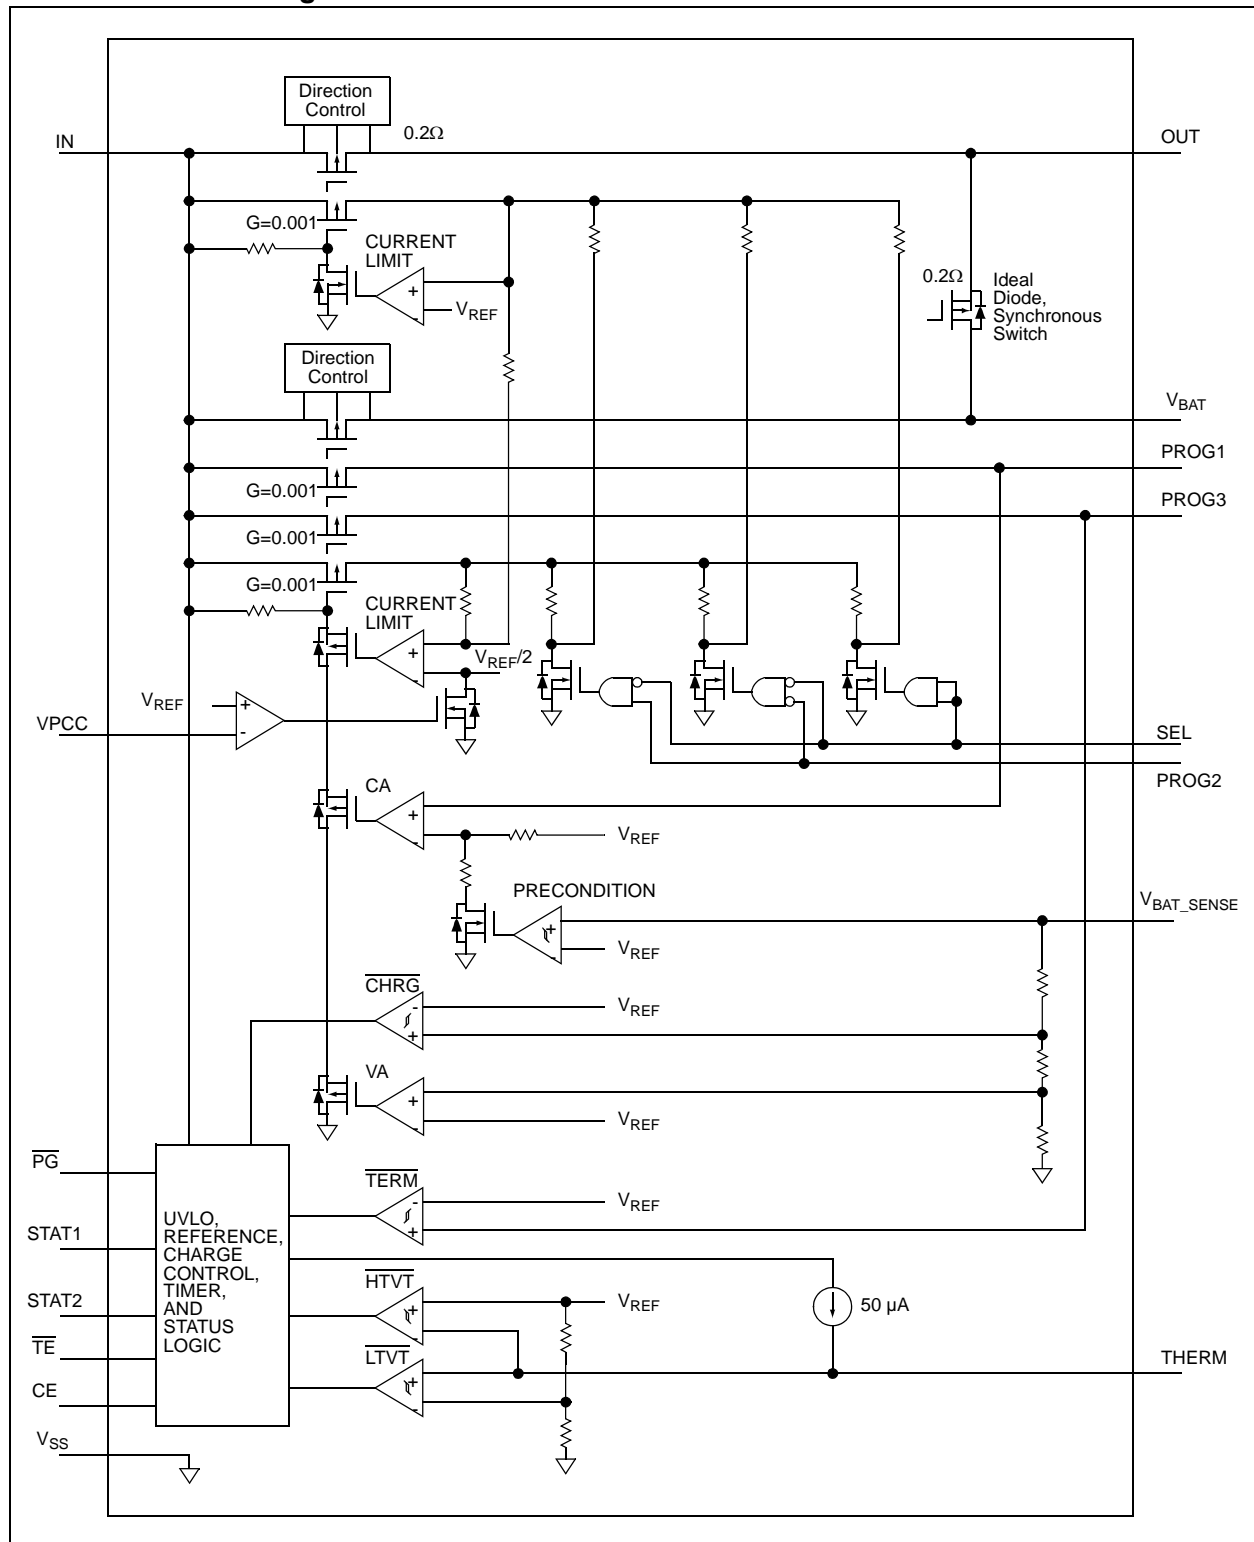 Direction
Control
0.2Ω
IN
OUT
G=0.001
CURRENT
LIMIT
+
-
VREF
0.2Ω
Ideal
Diode,
Synchronous
Switch
Direction
Control
VBAT
PROG1
G=0.001
PROG3
G=0.001
G=0.001
CURRENT
LIMIT
+
-
VREF/2
VREF
+
-
VPCC
SEL
PROG2
CA
+
-
VREF
PRECONDITION
VBAT_SENSE
+
-
VREF
CHRG
-
+
VREF
VA
+
-
VREF
PG
STAT1
STAT2
TE
CE
VSS
UVLO,
REFERENCE,
CHARGE
CONTROL,
TIMER,
AND
STATUS
LOGIC
TERM
-
+
VREF
HTVT
+
-
VREF
50 µA
LTVT
+
-
THERM